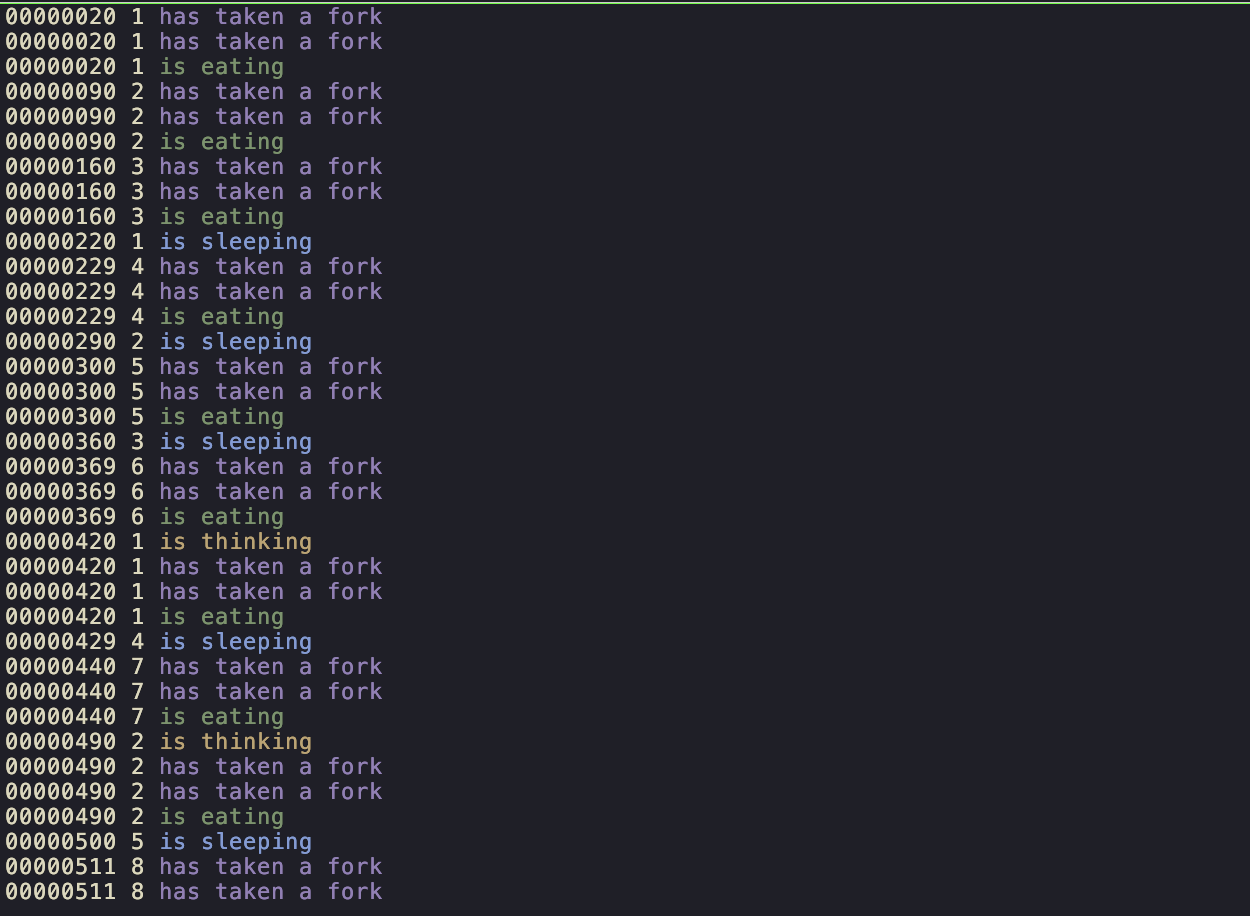 00000020 1 has taken a fork
00000020 1 has taken a fork
00000020 1 is eating
00000090 2 has taken a fork
00000090 2 has taken a fork
00000090 2 is eating
00000160 3 has taken a fork
00000160 3 has taken a fork
00000160 3 is eating
00000220 1 is sleeping
00000229 4 has taken a fork
00000229 4 has taken a fork
00000229 4 is eating
00000290 2 is sleeping
00000300 5 has taken a fork
00000300 5 has taken a fork
00000300 5 is eating
00000360 3 is sleeping
00000369 6 has taken a fork
00000369 6 has taken a fork
00000369 6 is eating
00000420 1 is thinking
00000420 1 has taken a fork
00000420 1 has taken a fork
00000420 1 is eating
00000429 4 is sleeping
00000440 7 has taken a fork
00000440 7 has taken a fork
00000440 7 is eating
00000490 2 is thinking
00000490 2 has taken a fork
00000490 2 has taken a fork
00000490 2 is eating
00000500 5 is sleeping
00000511 8 has taken a fork
00000511 8 has taken a fork